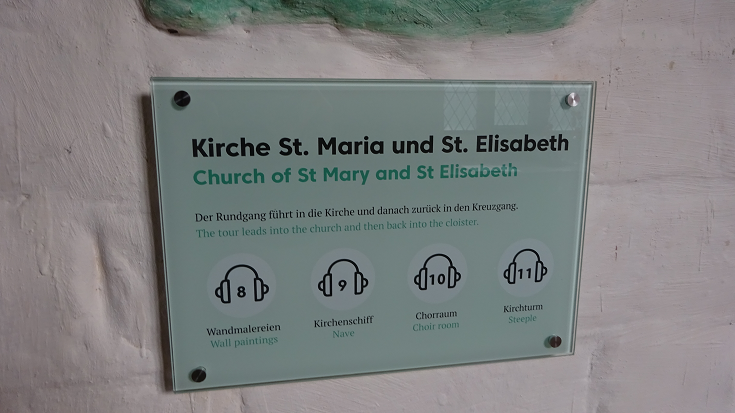 Kirche St. Maria und St. Elisabeth
Church of St Mary and St Elisabeth
Der Rundgang führt in die Kirche und danach zurück in den Kreuzgang.
The tour leads into the church and then back into the cloister.
8
Wandmalereien
Wall paintings
9
Kirchenschiff
Nave
10
Chorraum
Choir room
11
Kirchturm
Steeple